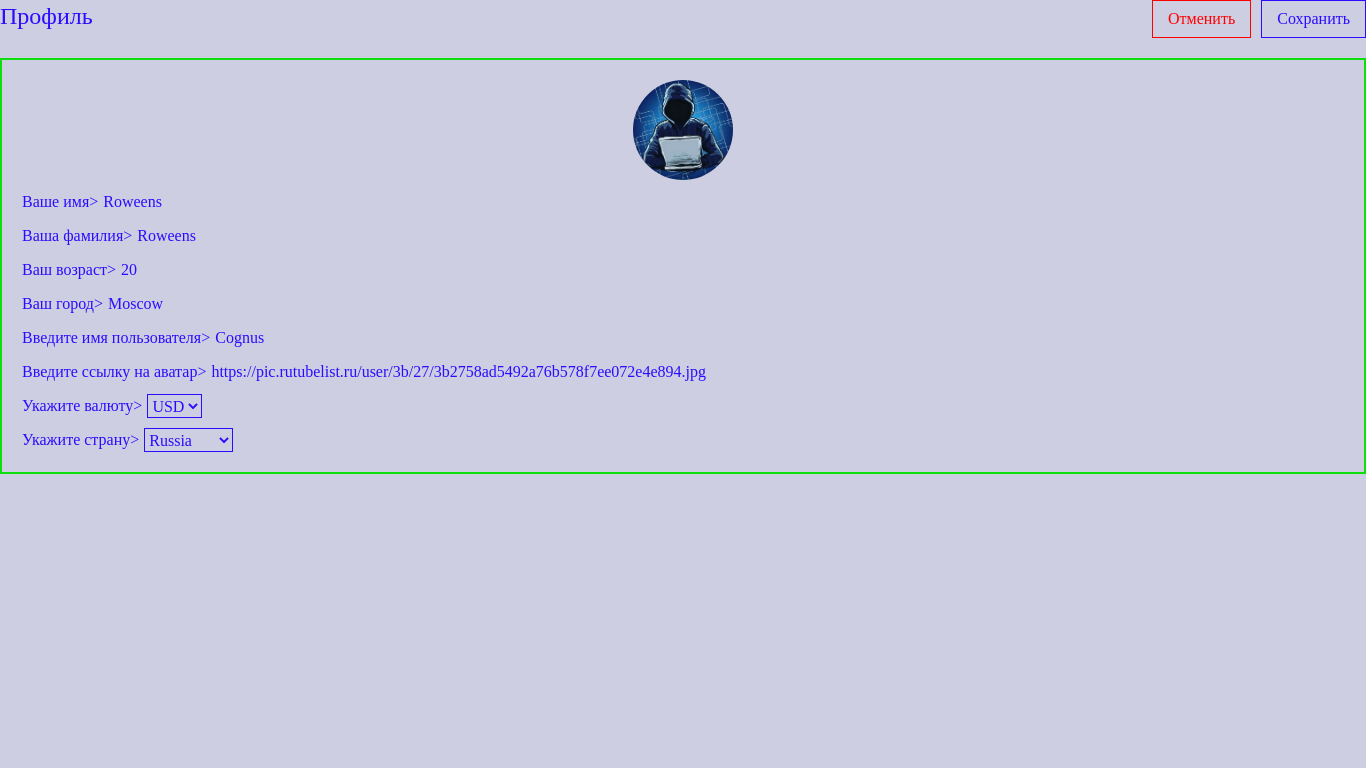 Профиль
Отменить
Сохранить
Ваше имя> Roweens
Ваша фамилия> Roweens
Ваш возраст> 20
Ваш город> Moscow
Введите имя пользователя> Cognus
Введите ссылку на аватар> https://pic.rutubelist.ru/user/3b/27/3b2758ad5492a76b578f7ee072e4e894.jpg
Укажите валюту> USD
Укажите страну> Russia